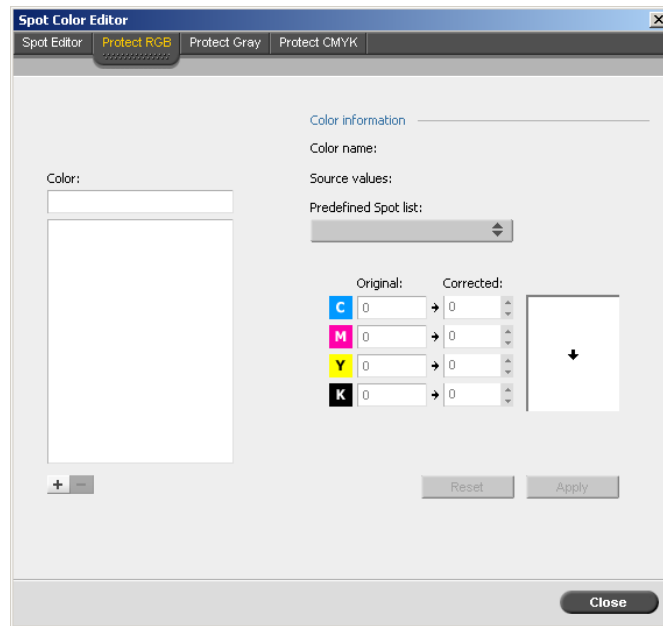 Spot Color Editor
Spot Editor Protect RGB Protect Gray Protect CMYK
Color information
Color name:
Color:
Source values:
Predefined Spot list:
Original: Corrected:
C 0 0
M 0 0
Y 0 0
K 0 0
Reset Apply
Close